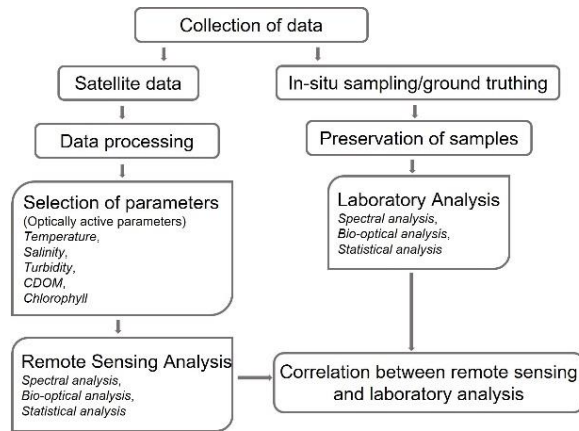 Collection of data
Satellite data
In-situ sampling/ground truthing
Data processing
Preservation of samples
Selection of parameters
(Optically active parameters)
Temperature,
Salinity,
Turbidity,
CDOM,
Chlorophyll
Laboratory Analysis
Spectral analysis,
Bio-optical analysis,
Statistical analysis
Remote Sensing Analysis
Spectral analysis,
Bio-optical analysis,
Statistical analysis
Correlation between remote sensing
and laboratory analysis